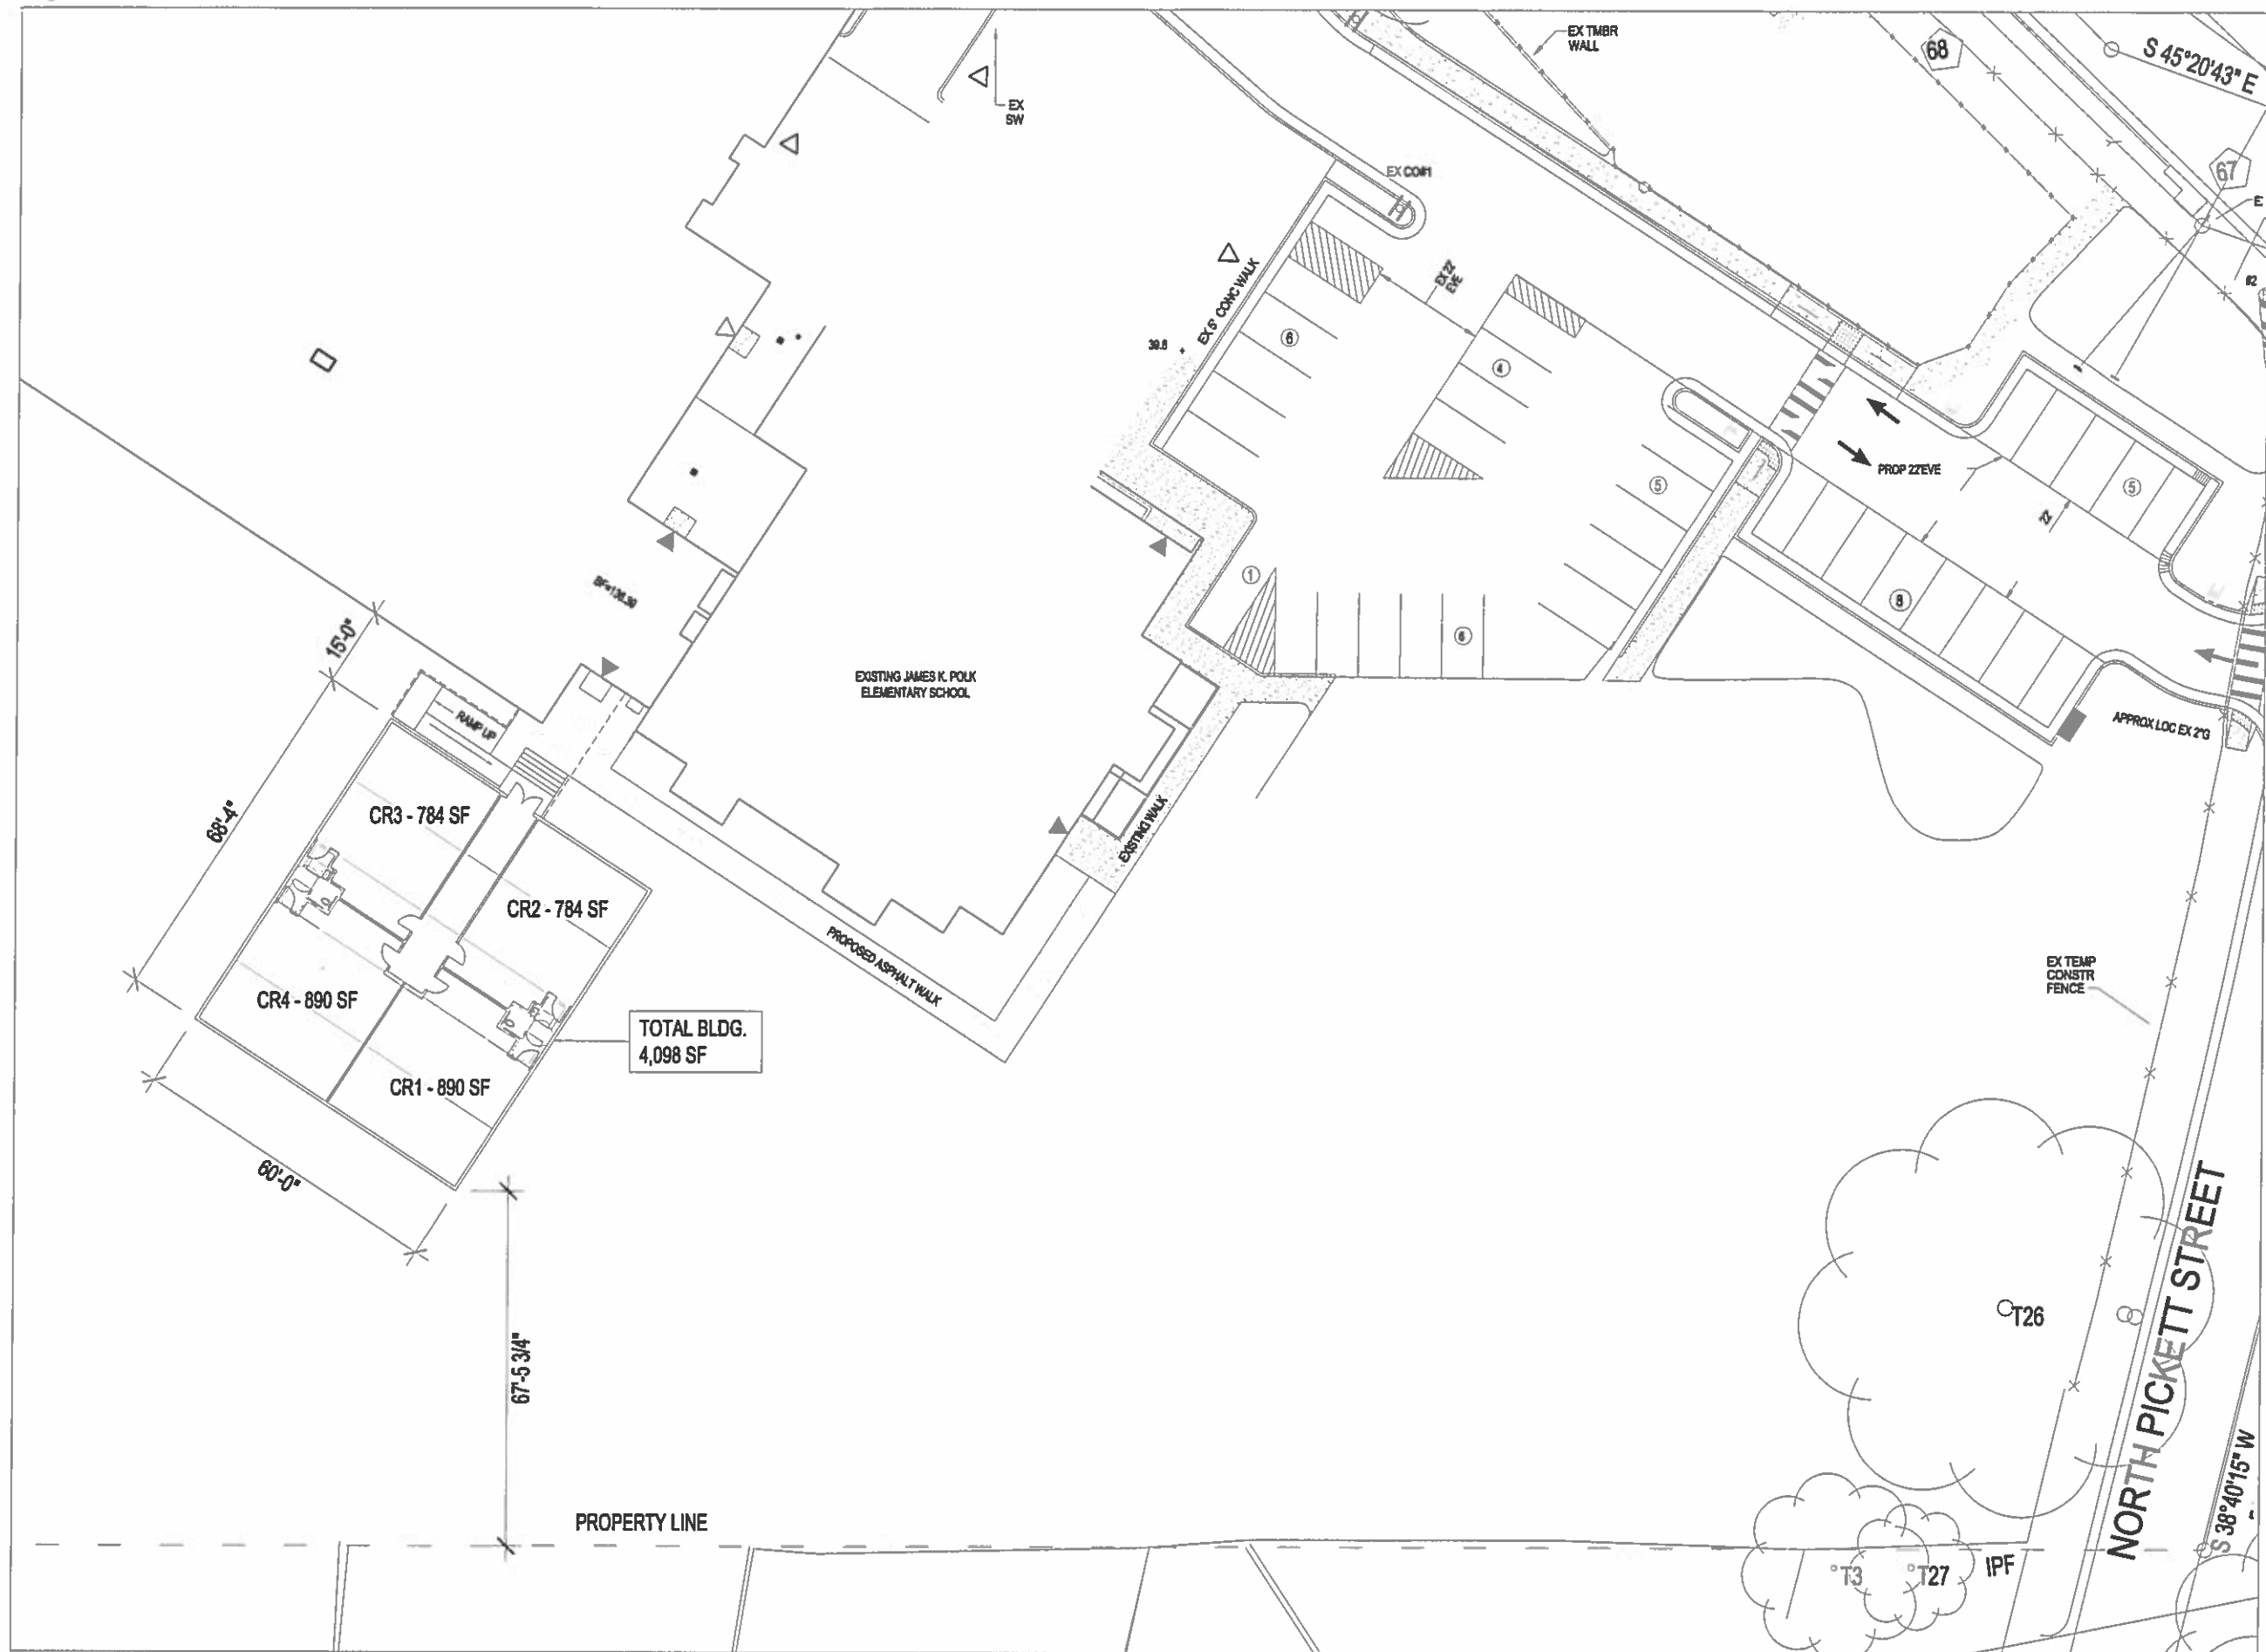 EX TMBR
WALL
68
S 45°20'43" E
EX
SW
EX CO#1
67
E
EX 5' CONC WALK
EX 22'
EVE
#2
39.8
6
4
5
PROP 22'EVE
5
22'
1
6
8
BF=136.30
15'-0"
RAMP UP
EXISTING JAMES K. POLK
ELEMENTARY SCHOOL
APPROX LOC EX 2"G
68'-4"
CR3 - 784 SF
CR2 - 784 SF
EXISTING WALK
PROPOSED ASPHALT WALK
EX TEMP
CONSTR
FENCE
CR4 - 890 SF
TOTAL BLDG.
4,098 SF
CR1 - 890 SF
60'-0"
67'-5 3/4"
T26
NORTH PICKETT STREET
S 38°40'15" W
PROPERTY LINE
T3
T27
IPF